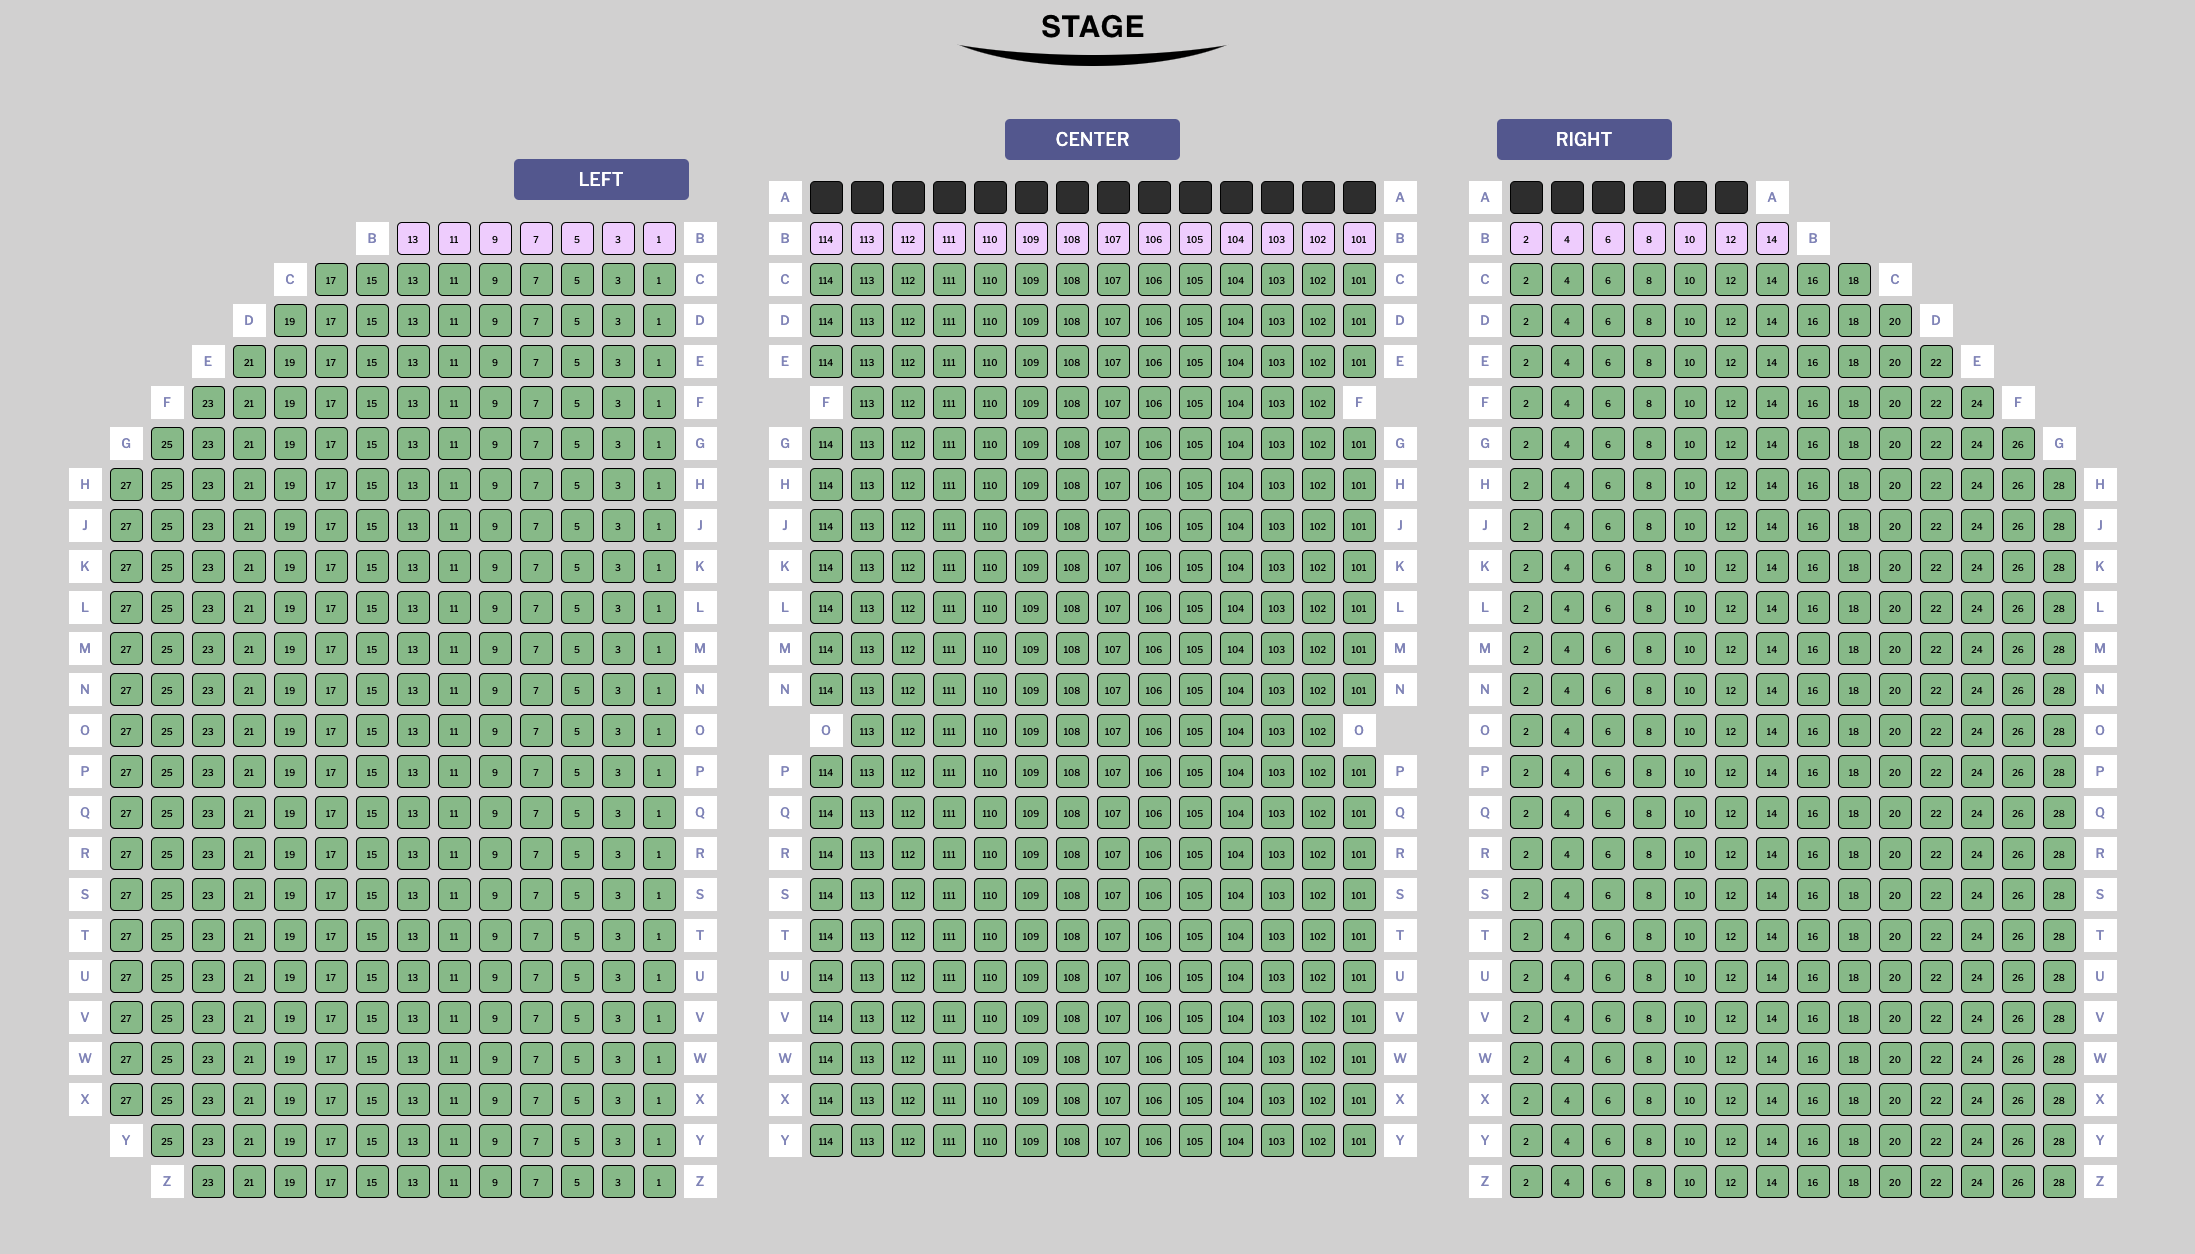 STAGE
CENTER RIGHT
LEFT
A A A A
B 13 11 9 7 5 3 1 B B 114 113 112 111 110 109 108 107 106 105 104 103 102 101 B B 2 4 6 8 10 12 14 B
C 17 15 13 11 9 7 5 3 1 C C 114 113 112 111 110 109 108 107 106 105 104 103 102 101 C C 2 4 6 8 10 12 14 16 18 C
D 19 17 15 13 11 9 7 5 3 1 D D 114 113 112 111 110 109 108 107 106 105 104 103 102 101 D D 2 4 6 8 10 12 14 16 18 20 D
E 21 19 17 15 13 11 9 7 5 3 1 E E 114 113 112 111 110 109 108 107 106 105 104 103 102 101 E E 2 4 6 8 10 12 14 16 18 20 22 E
F 23 21 19 17 15 13 11 9 7 5 3 1 F F 113 112 111 110 109 108 107 106 105 104 103 102 F F 2 4 6 8 10 12 14 16 18 20 22 24 F
G 25 23 21 19 17 15 13 11 9 7 5 3 1 G G 114 113 112 111 110 109 108 107 106 105 104 103 102 101 G G 2 4 6 8 10 12 14 16 18 20 22 24 26 G
H 27 25 23 21 19 17 15 13 11 9 7 5 3 1 H H 114 113 112 111 110 109 108 107 106 105 104 103 102 101 H H 2 4 6 8 10 12 14 16 18 20 22 24 26 28 H
J 27 25 23 21 19 17 15 13 11 9 7 5 3 1 J J 114 113 112 111 110 109 108 107 106 105 104 103 102 101 J J 2 4 6 8 10 12 14 16 18 20 22 24 26 28 J
K 27 25 23 21 19 17 15 13 11 9 7 5 3 1 K K 114 113 112 111 110 109 108 107 106 105 104 103 102 101 K K 2 4 6 8 10 12 14 16 18 20 22 24 26 28 K
L 27 25 23 21 19 17 15 13 11 9 7 5 3 1 L L 114 113 112 111 110 109 108 107 106 105 104 103 102 101 L L 2 4 6 8 10 12 14 16 18 20 22 24 26 28 L
M 27 25 23 21 19 17 15 13 11 9 7 5 3 1 M M 114 113 112 111 110 109 108 107 106 105 104 103 102 101 M M 2 4 6 8 10 12 14 16 18 20 22 24 26 28 M
N 27 25 23 21 19 17 15 13 11 9 7 5 3 1 N N 114 113 112 111 110 109 108 107 106 105 104 103 102 101 N N 2 4 6 8 10 12 14 16 18 20 22 24 26 28 N
O 27 25 23 21 19 17 15 13 11 9 7 5 3 1 O O 113 112 111 110 109 108 107 106 105 104 103 102 O O 2 4 6 8 10 12 14 16 18 20 22 24 26 28 O
P 27 25 23 21 19 17 15 13 11 9 7 5 3 1 P P 114 113 112 111 110 109 108 107 106 105 104 103 102 101 P P 2 4 6 8 10 12 14 16 18 20 22 24 26 28 P
Q 27 25 23 21 19 17 15 13 11 9 7 5 3 1 Q Q 114 113 112 111 110 109 108 107 106 105 104 103 102 101 Q Q 2 4 6 8 10 12 14 16 18 20 22 24 26 28 Q
R 27 25 23 21 19 17 15 13 11 9 7 5 3 1 R R 114 113 112 111 110 109 108 107 106 105 104 103 102 101 R R 2 4 6 8 10 12 14 16 18 20 22 24 26 28 R
S 27 25 23 21 19 17 15 13 11 9 7 5 3 1 S S 114 113 112 111 110 109 108 107 106 105 104 103 102 101 S S 2 4 6 8 10 12 14 16 18 20 22 24 26 28 S
T 27 25 23 21 19 17 15 13 11 9 7 5 3 1 T T 114 113 112 111 110 109 108 107 106 105 104 103 102 101 T T 2 4 6 8 10 12 14 16 18 20 22 24 26 28 T
U 27 25 23 21 19 17 15 13 11 9 7 5 3 1 U U 114 113 112 111 110 109 108 107 106 105 104 103 102 101 U U 2 4 6 8 10 12 14 16 18 20 22 24 26 28 U
V 27 25 23 21 19 17 15 13 11 9 7 5 3 1 V V 114 113 112 111 110 109 108 107 106 105 104 103 102 101 V V 2 4 6 8 10 12 14 16 18 20 22 24 26 28 V
W 27 25 23 21 19 17 15 13 11 9 7 5 3 1 W W 114 113 112 111 110 109 108 107 106 105 104 103 102 101 W W 2 4 6 8 10 12 14 16 18 20 22 24 26 28 W
X 27 25 23 21 19 17 15 13 11 9 7 5 3 1 X X 114 113 112 111 110 109 108 107 106 105 104 103 102 101 X X 2 4 6 8 10 12 14 16 18 20 22 24 26 28 X
Y 25 23 21 19 17 15 13 11 9 7 5 3 1 Y Y 114 113 112 111 110 109 108 107 106 105 104 103 102 101 Y Y 2 4 6 8 10 12 14 16 18 20 22 24 26 28 Y
Z 23 21 19 17 15 13 11 9 7 5 3 1 Z Z 2 4 6 8 10 12 14 16 18 20 22 24 26 28 Z